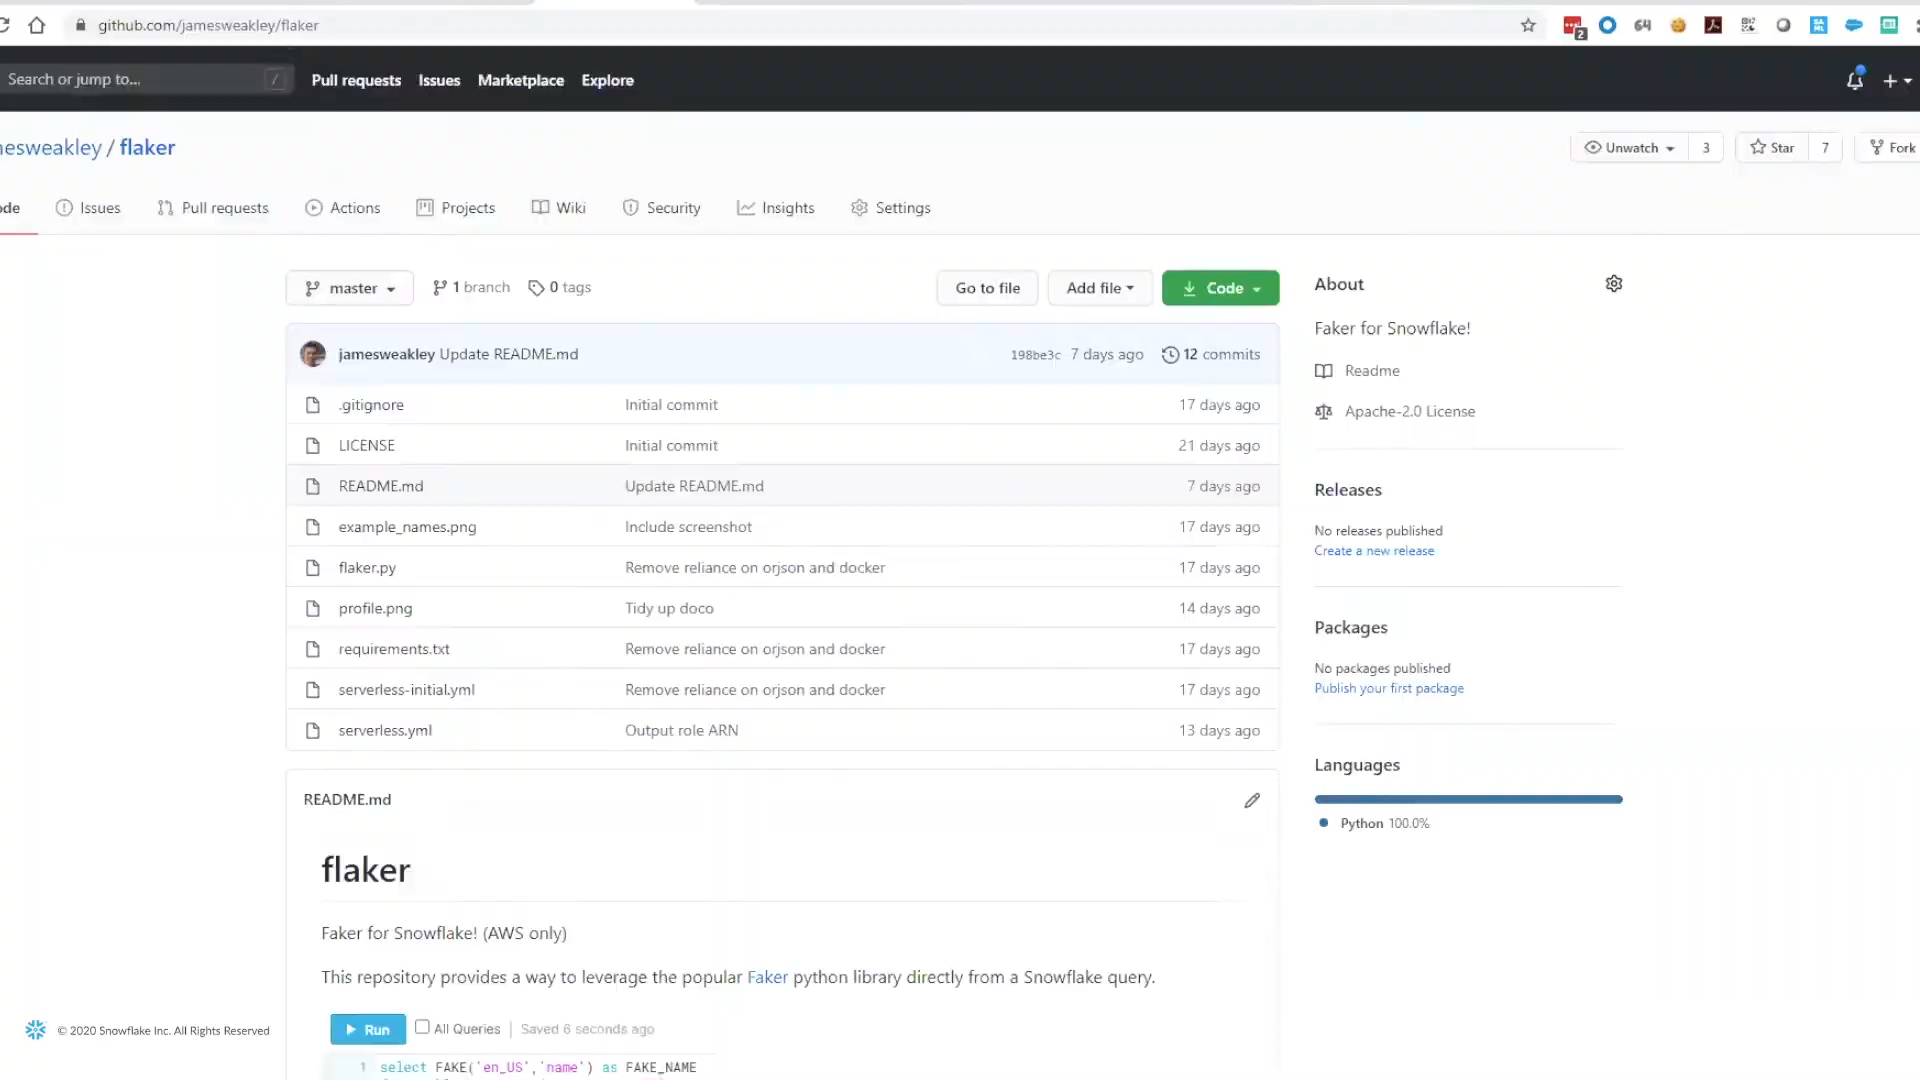 github.com/jamesweakley/flaker
64
2
Search or jump to...
/
Pull requests Issues Marketplace Explore
nesweakley / flaker
Unwatch 3 Star 7 Fork
ode Issues Pull requests Actions Projects Wiki Security Insights Settings
master 1 branch 0 tags Go to file Add file Code
jamesweakley Update README.md 198be3c 7 days ago 12 commits
.gitignore Initial commit 17 days ago
LICENSE Initial commit 21 days ago
README.md Update README.md 7 days ago
example_names.png Include screenshot 17 days ago
flaker.py Remove reliance on orjson and docker 17 days ago
profile.png Tidy up doco 14 days ago
requirements.txt Remove reliance on orjson and docker 17 days ago
serverless-initial.yml Remove reliance on orjson and docker 17 days ago
serverless.yml Output role ARN 13 days ago
About
Faker for Snowflake!
Readme
Apache-2.0 License
Releases
No releases published
Create a new release
Packages
No packages published
Publish your first package
Languages
Python 100.0%
README.md
flaker
Faker for Snowflake! (AWS only)
This repository provides a way to leverage the popular Faker python library directly from a Snowflake query.
Run All Queries | Saved 6 seconds ago
1 select FAKE('en_US','name') as FAKE_NAME
© 2020 Snowflake Inc. All Rights Reserved